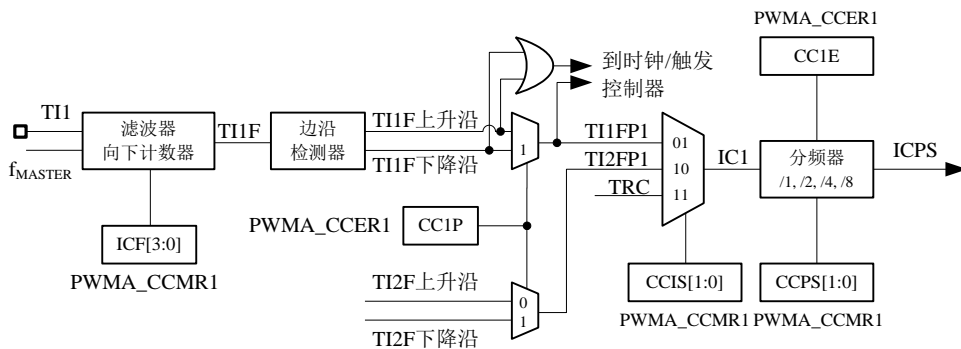 PWMA_CCER1
CC1E
到时钟/触发
控制器
TI1
滤波器
向下计数器
TI1F
边沿
检测器
TI1F上升沿
TI1F下降沿
1
TI1FP1
TI2FP1
TRC
01
10
11
IC1
分频器
/1, /2, /4, /8
ICPS
fMASTER
PWMA_CCER1
CC1P
ICF[3:0]
PWMA_CCMR1
TI2F上升沿
TI2F下降沿
0
1
CCIS[1:0]
PWMA_CCMR1
CCPS[1:0]
PWMA_CCMR1